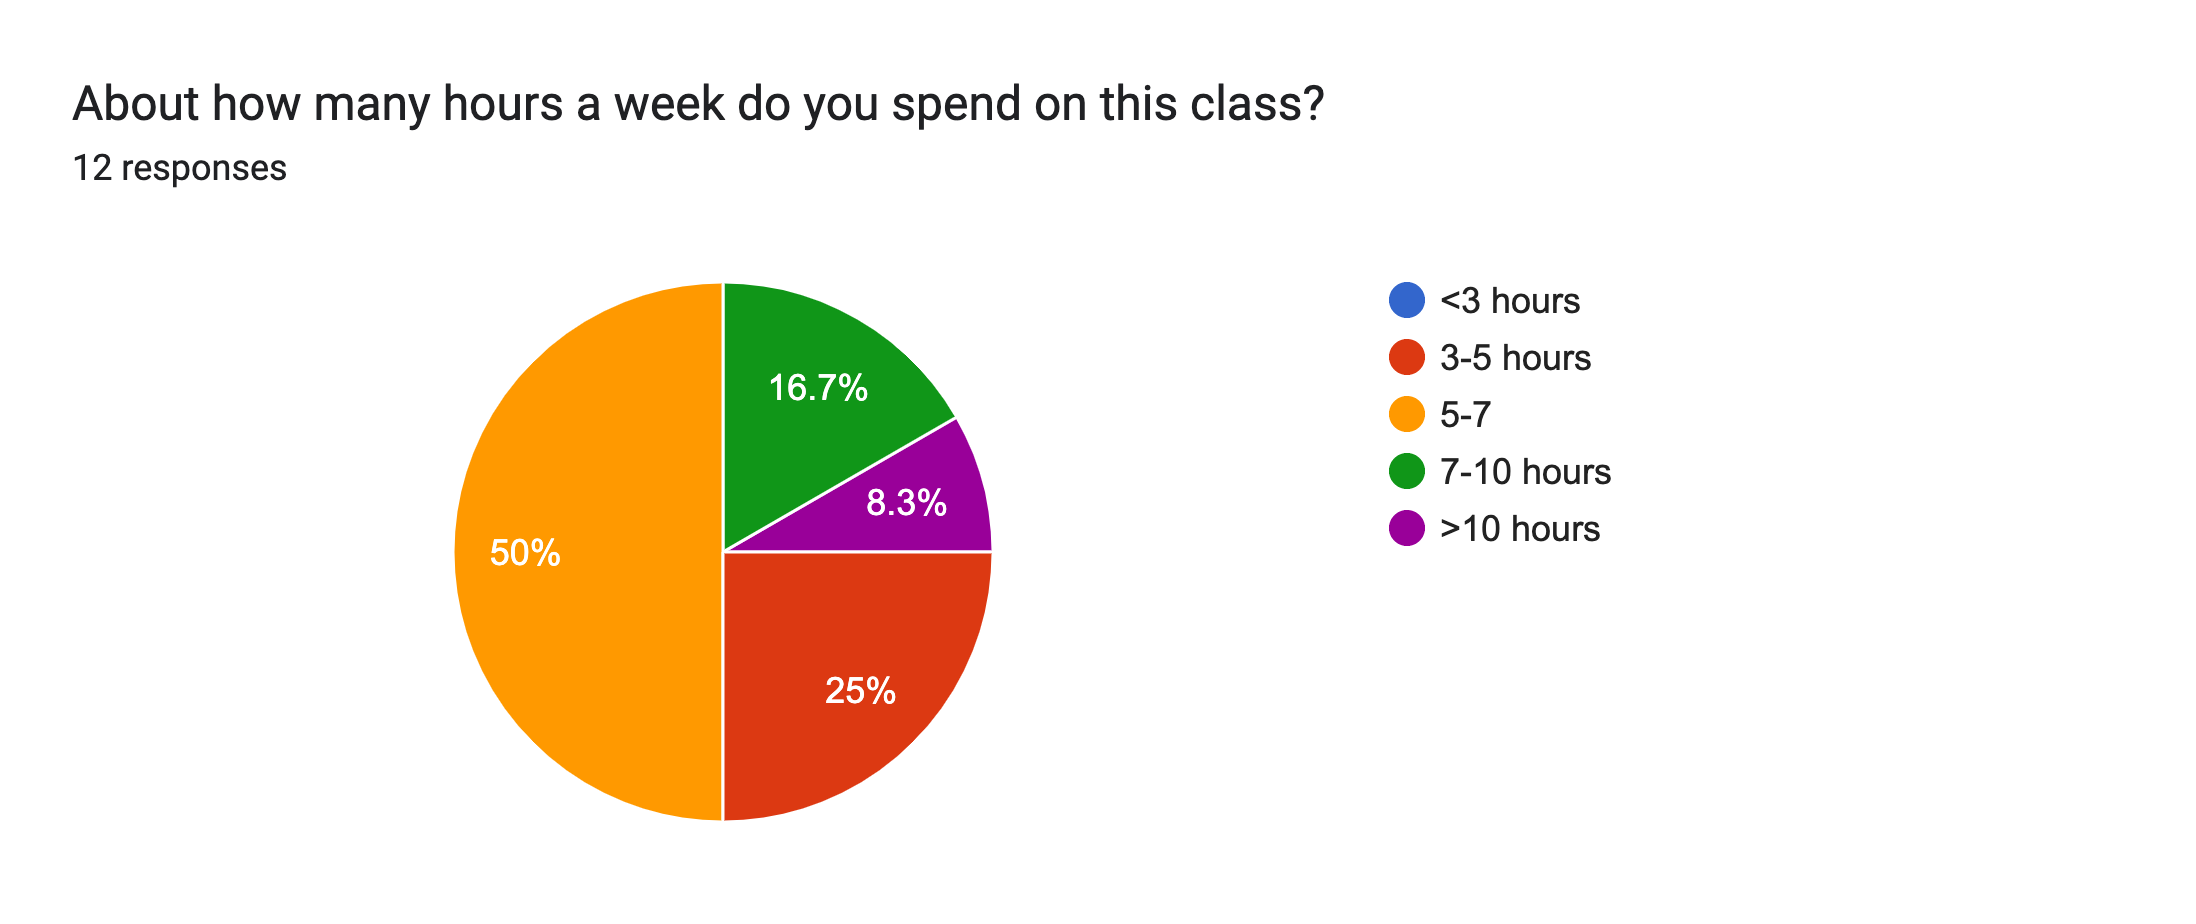 About how many hours a week do you spend on this class?
12 responses
16.7%
8.3%
50%
25%
<3 hours
3-5 hours
5-7
7-10 hours
>10 hours